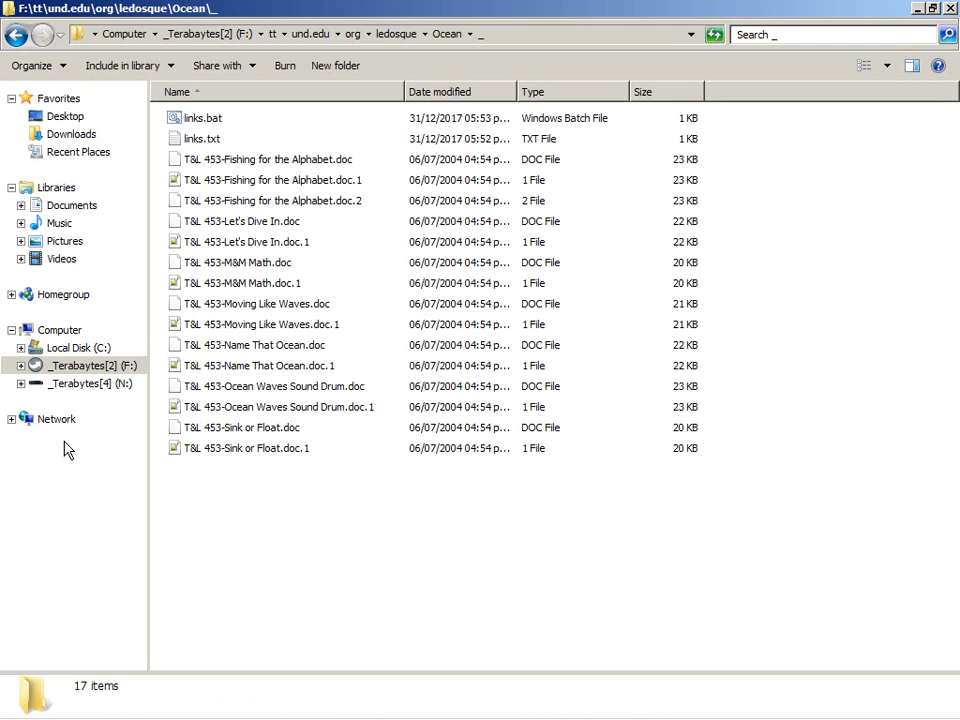 F:\tt\und.edu\org\ledosque\Ocean\_
Computer _Terabaytes[2] (F:) tt und.edu org ledosque Ocean _ Search _
Organize Include in library Share with Burn New folder
Name Date modified Type Size
Favorites
Desktop
Downloads
Recent Places
Libraries
Documents
Music
Pictures
Videos
Homegroup
Computer
Local Disk (C:)
_Terabaytes[2] (F:)
_Terabytes[4] (N:)
Network
links.bat 31/12/2017 05:53 p... Windows Batch File 1 KB
links.txt 31/12/2017 05:52 p... TXT File 1 KB
T&L 453-Fishing for the Alphabet.doc 06/07/2004 04:54 p... DOC File 23 KB
T&L 453-Fishing for the Alphabet.doc.1 06/07/2004 04:54 p... 1 File 23 KB
T&L 453-Fishing for the Alphabet.doc.2 06/07/2004 04:54 p... 2 File 23 KB
T&L 453-Let's Dive In.doc 06/07/2004 04:54 p... DOC File 22 KB
T&L 453-Let's Dive In.doc.1 06/07/2004 04:54 p... 1 File 22 KB
T&L 453-M&M Math.doc 06/07/2004 04:54 p... DOC File 20 KB
T&L 453-M&M Math.doc.1 06/07/2004 04:54 p... 1 File 20 KB
T&L 453-Moving Like Waves.doc 06/07/2004 04:54 p... DOC File 21 KB
T&L 453-Moving Like Waves.doc.1 06/07/2004 04:54 p... 1 File 21 KB
T&L 453-Name That Ocean.doc 06/07/2004 04:54 p... DOC File 22 KB
T&L 453-Name That Ocean.doc.1 06/07/2004 04:54 p... 1 File 22 KB
T&L 453-Ocean Waves Sound Drum.doc 06/07/2004 04:54 p... DOC File 23 KB
T&L 453-Ocean Waves Sound Drum.doc.1 06/07/2004 04:54 p... 1 File 23 KB
T&L 453-Sink or Float.doc 06/07/2004 04:54 p... DOC File 20 KB
T&L 453-Sink or Float.doc.1 06/07/2004 04:54 p... 1 File 20 KB
17 items